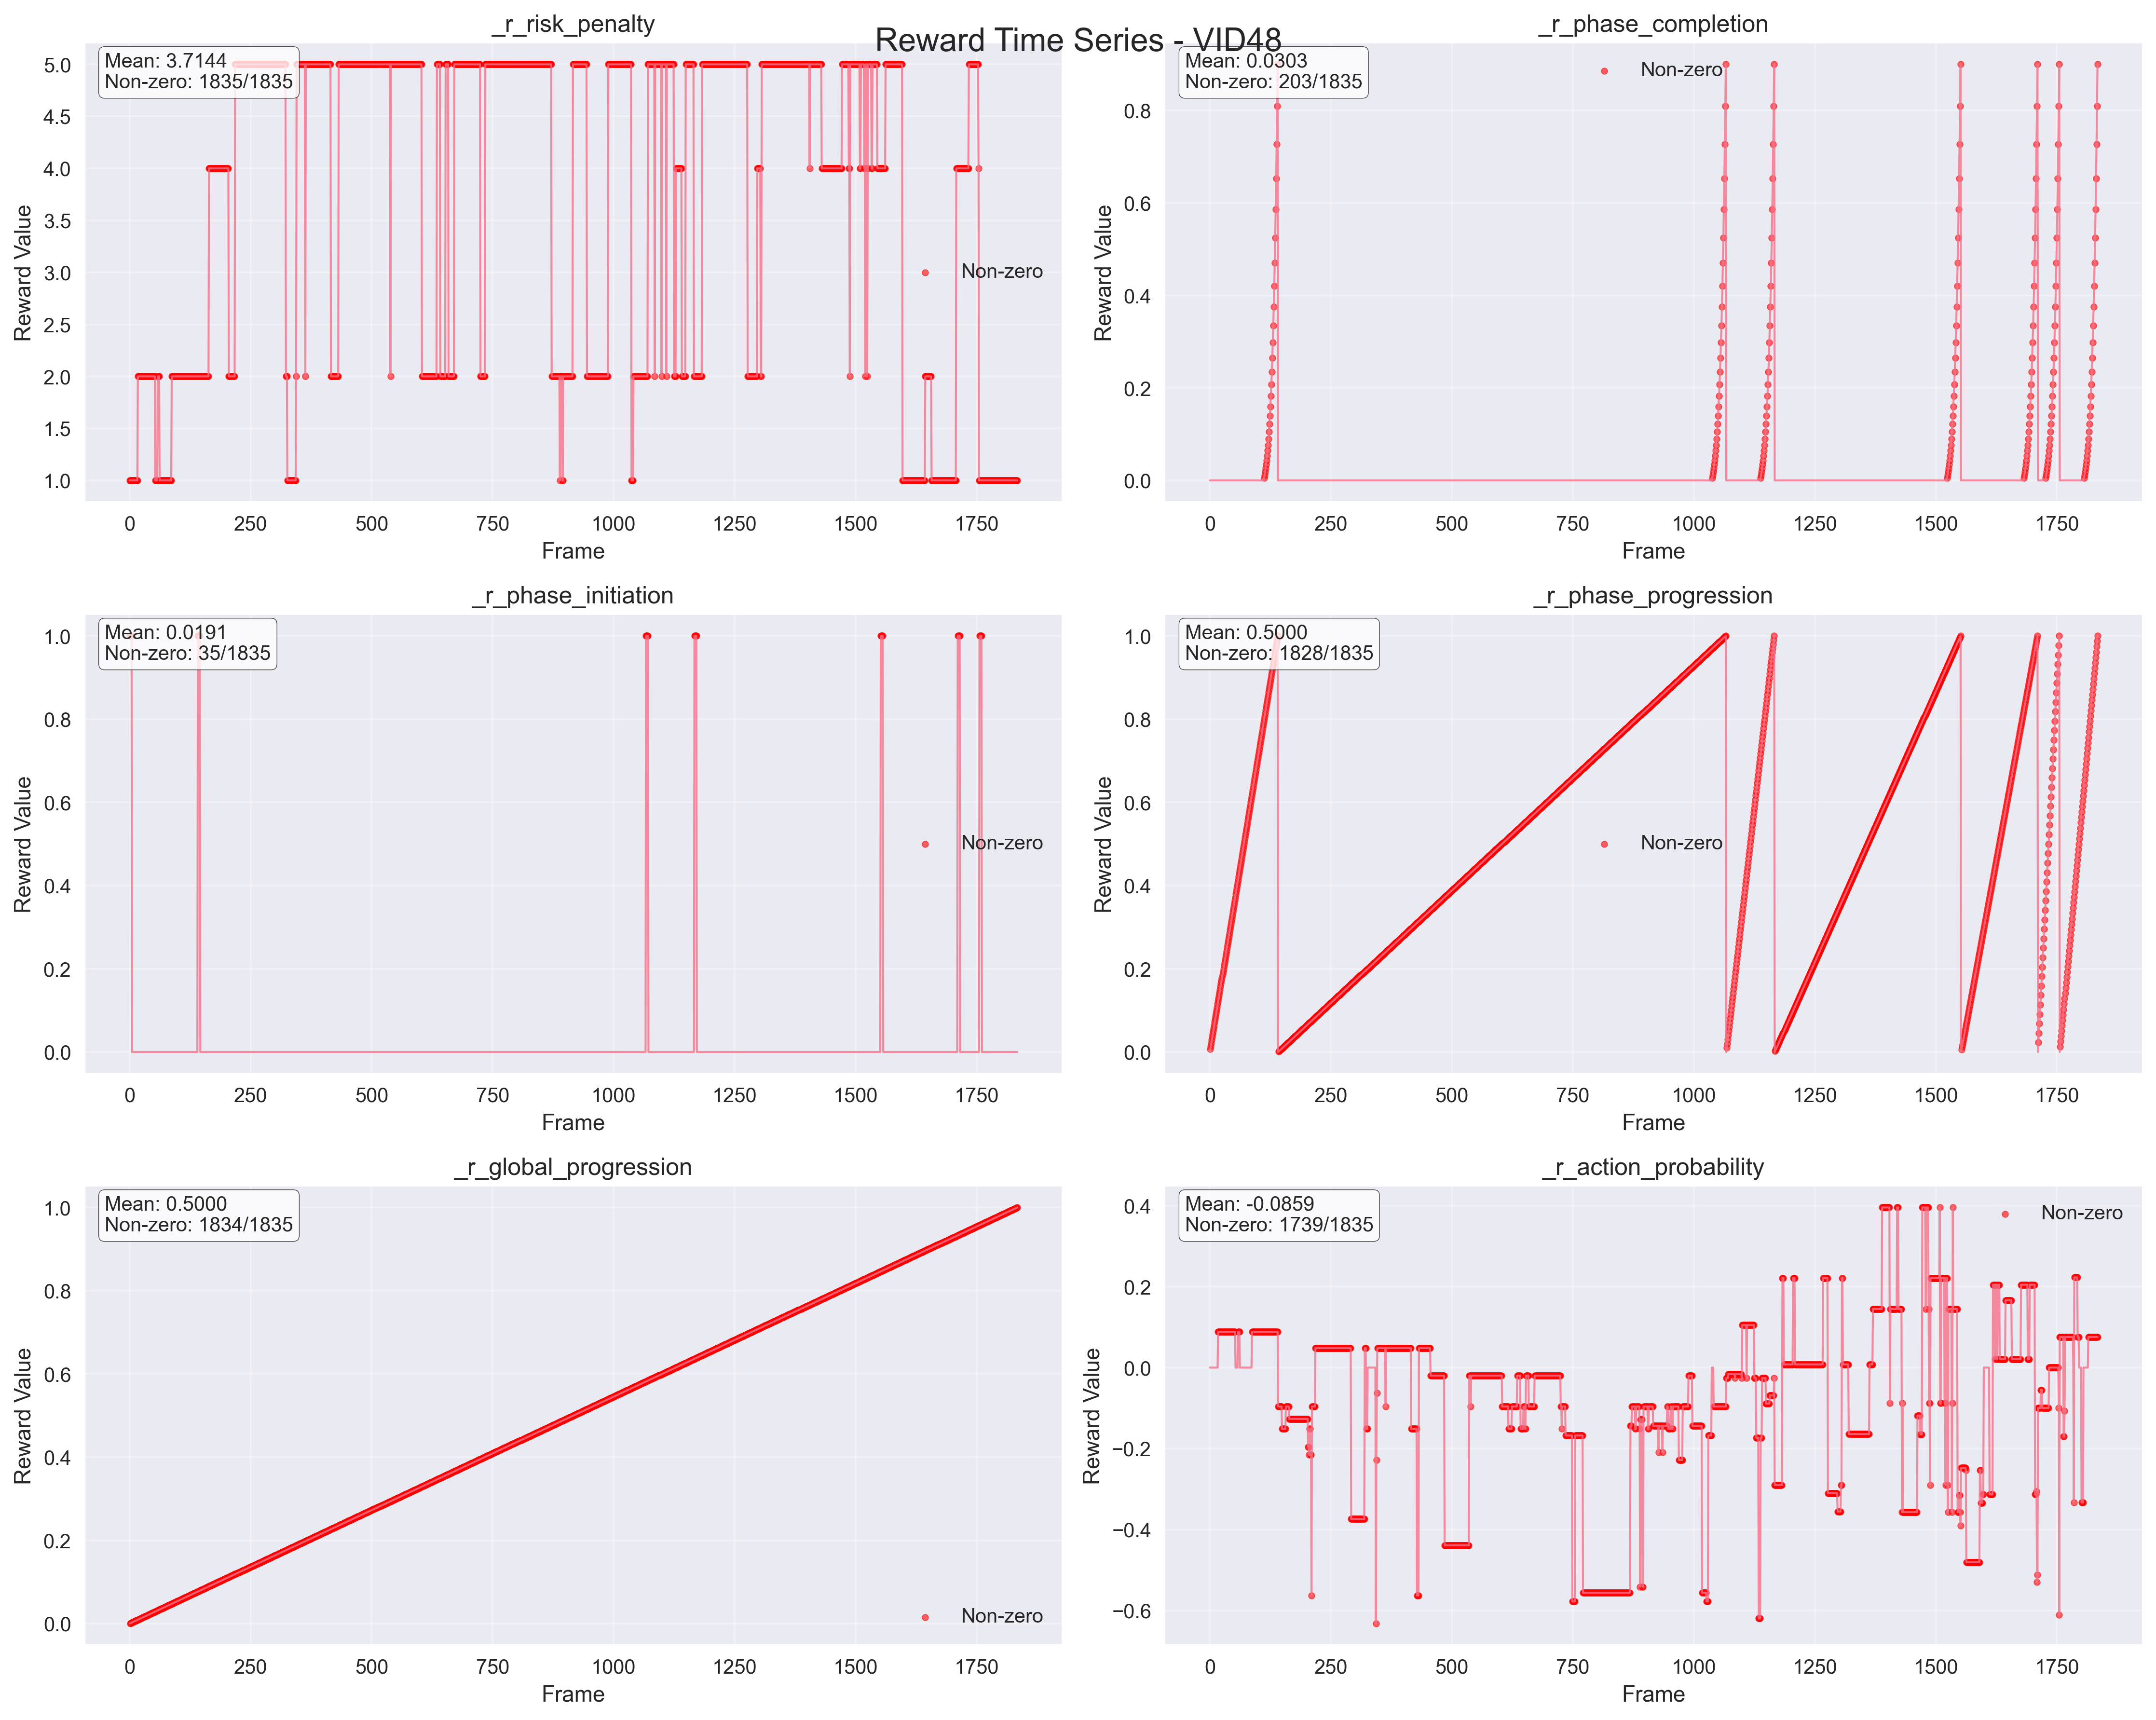 Reward Time Series - VID48
_r_risk_penalty
Mean: 3.7144
Non-zero: 1835/1835
Non-zero
Reward Value
5.0
4.5
4.0
3.5
3.0
2.5
2.0
1.5
1.0
0 250 500 750 1000 1250 1500 1750
Frame
_r_phase_completion
Mean: 0.0303
Non-zero: 203/1835
Non-zero
Reward Value
0.8
0.6
0.4
0.2
0.0
0 250 500 750 1000 1250 1500 1750
Frame
_r_phase_initiation
Mean: 0.0191
Non-zero: 35/1835
Non-zero
Reward Value
1.0
0.8
0.6
0.4
0.2
0.0
0 250 500 750 1000 1250 1500 1750
Frame
_r_phase_progression
Mean: 0.5000
Non-zero: 1828/1835
Non-zero
Reward Value
1.0
0.8
0.6
0.4
0.2
0.0
0 250 500 750 1000 1250 1500 1750
Frame
_r_global_progression
Mean: 0.5000
Non-zero: 1834/1835
Non-zero
Reward Value
1.0
0.8
0.6
0.4
0.2
0.0
0 250 500 750 1000 1250 1500 1750
Frame
_r_action_probability
Mean: -0.0859
Non-zero: 1739/1835
Non-zero
Reward Value
0.4
0.2
0.0
−0.2
−0.4
−0.6
0 250 500 750 1000 1250 1500 1750
Frame